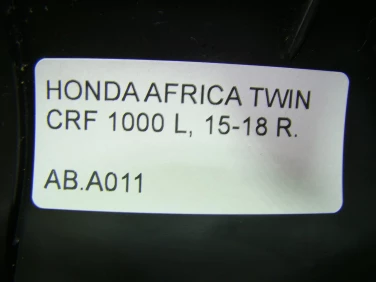 HONDA AFRICA TWIN
CRF 1000 L, 15-18 R.
AB.A011